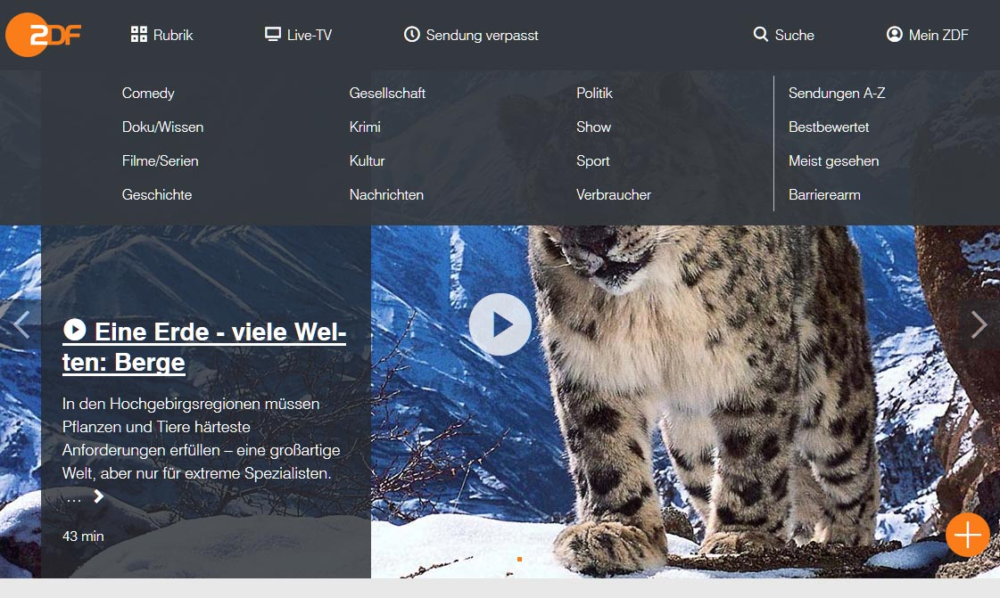 ZDF
Rubrik
Live-TV
Sendung verpasst
Suche
Mein ZDF
Comedy
Doku/Wissen
Filme/Serien
Geschichte
Gesellschaft
Krimi
Kultur
Nachrichten
Politik
Show
Sport
Verbraucher
Sendungen A-Z
Bestbewertet
Meist gesehen
Barrierearm
Eine Erde - viele Wel-
ten: Berge
In den Hochgebirgsregionen müssen
Pflanzen und Tiere härteste
Anforderungen erfüllen – eine großartige
Welt, aber nur für extreme Spezialisten.
...
43 min